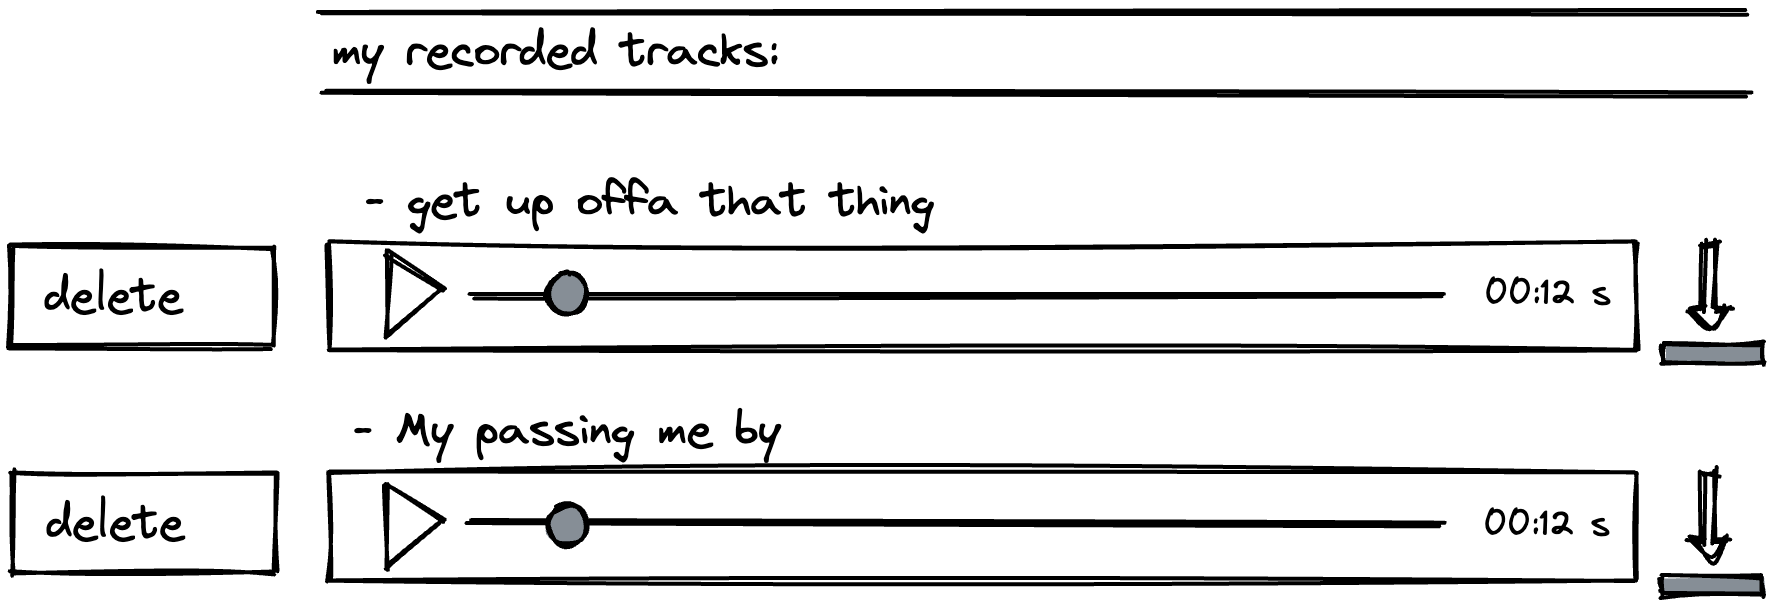 my recorded tracks:
- get up offa that thing
delete
00:12 s
- My passing me by
delete
00:12 s